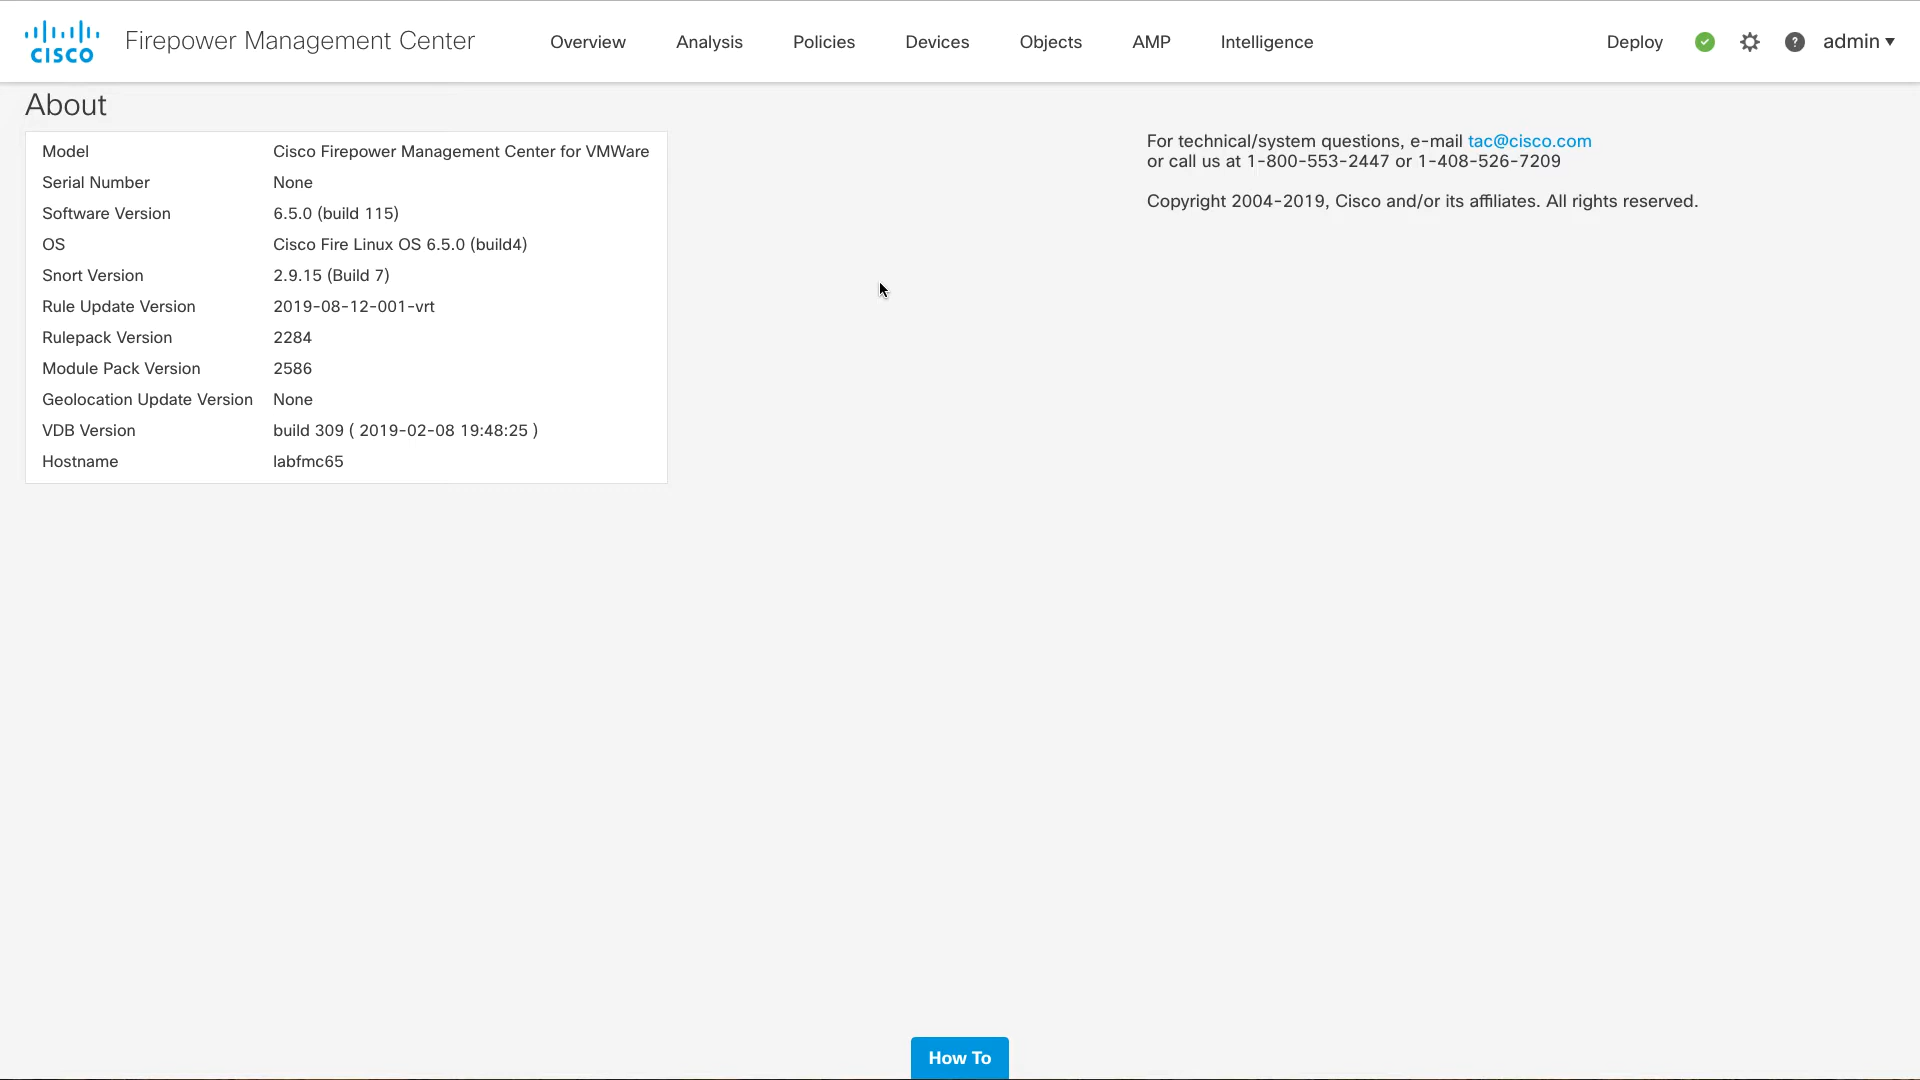 cisco Firepower Management Center Overview Analysis Policies Devices Objects AMP Intelligence Deploy ? admin
About
Model Cisco Firepower Management Center for VMWare
Serial Number None
Software Version 6.5.0 (build 115)
OS Cisco Fire Linux OS 6.5.0 (build4)
Snort Version 2.9.15 (Build 7)
Rule Update Version 2019-08-12-001-vrt
Rulepack Version 2284
Module Pack Version 2586
Geolocation Update Version None
VDB Version build 309 ( 2019-02-08 19:48:25 )
Hostname labfmc65
For technical/system questions, e-mail tac@cisco.com
or call us at 1-800-553-2447 or 1-408-526-7209
Copyright 2004-2019, Cisco and/or its affiliates. All rights reserved.
How To